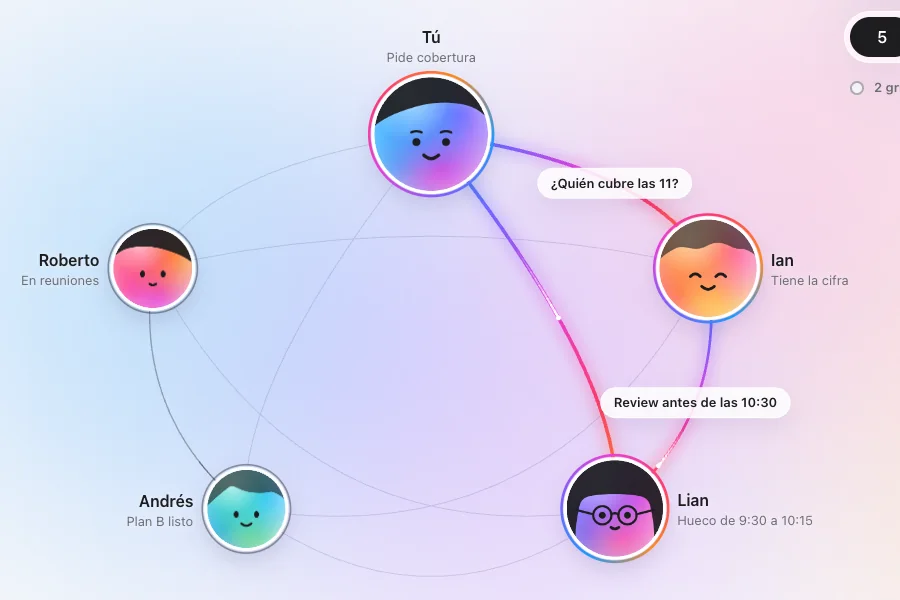 Tú
Pide cobertura
5
2 gr
¿Quién cubre las 11?
Roberto
En reuniones
Ian
Tiene la cifra
Review antes de las 10:30
Andrés
Plan B listo
Lian
Hueco de 9:30 a 10:15